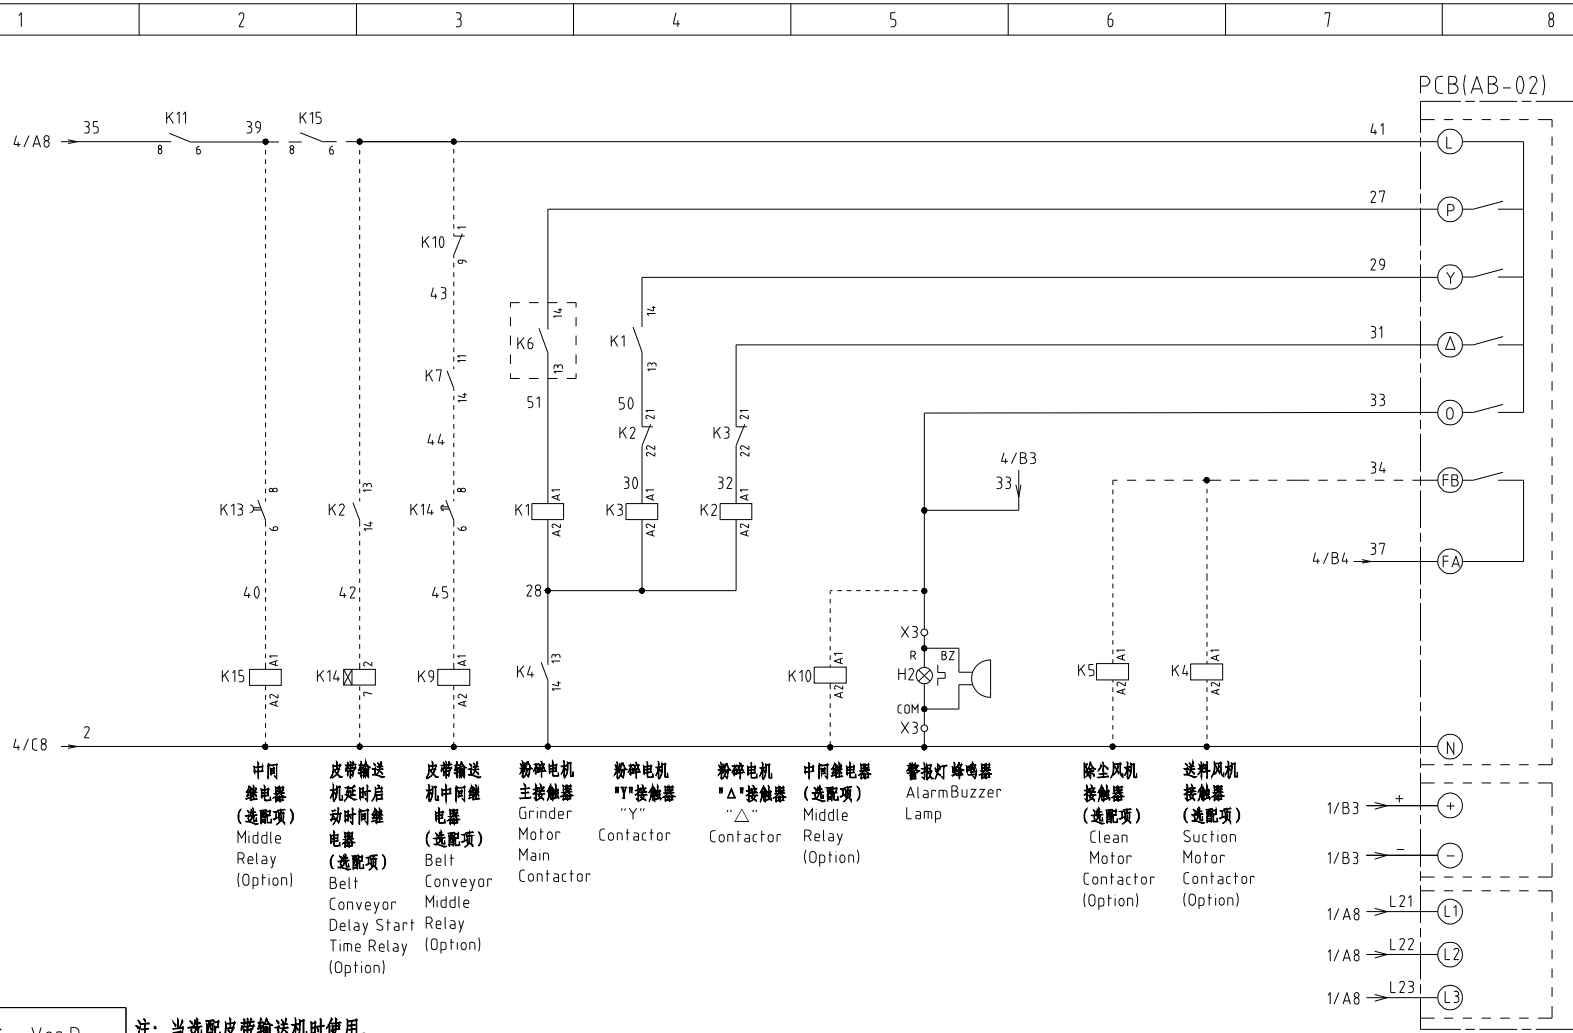 1 2 3 4 5 6 7 8
PCB(AB-02)
4/A8 35 K11 39 K15 41 L
8 6 8 6
27 P
K10 1 9
43
29 Y
14 14
K6 K1
13 13
31 Δ
11
K7
14
51 50
33 O
44
21 21
K2 K3
22 22
4/B3
33
34 FB
30 32
8 13 8 A1 A1 A1
K13 K2 K14 K1 K3 K2
6 14 6 A2 A2 A2
4/B4 37 FA
40 42 45 28
X3
R BZ
A1 2 A1 13 A1 A1 A1
K15 K14 K9 K4 K10 H2 K5 K4
A2 7 A2 14 A2 A2 A2
COM
X3
4/C8 2 N
中间
继电器
(选配项)
Middle
Relay
(Option)
皮带输送
机延时启
动时间继
电器
(选配项)
Belt
Conveyor
Delay Start
Time Relay
(Option)
皮带输送
机中间继
电器
(选配项)
Belt
Conveyor
Middle
Relay
(Option)
粉碎电机
主接触器
Grinder
Motor
Main
Contactor
粉碎电机
"Y"接触器
"Y"
Contactor
粉碎电机
"△"接触器
"△"
Contactor
中间继电器
(选配项)
Middle
Relay
(Option)
警报灯 蜂鸣器
AlarmBuzzer
Lamp
除尘风机
接触器
(选配项)
Clean
Motor
Contactor
(Option)
送料风机
接触器
(选配项)
Suction
Motor
Contactor
(Option)
1/B3 + +
1/B3 - -
1/A8 L21 L1
1/A8 L22 L2
1/A8 L23 L3
注: 当选配皮带输送机时使用.